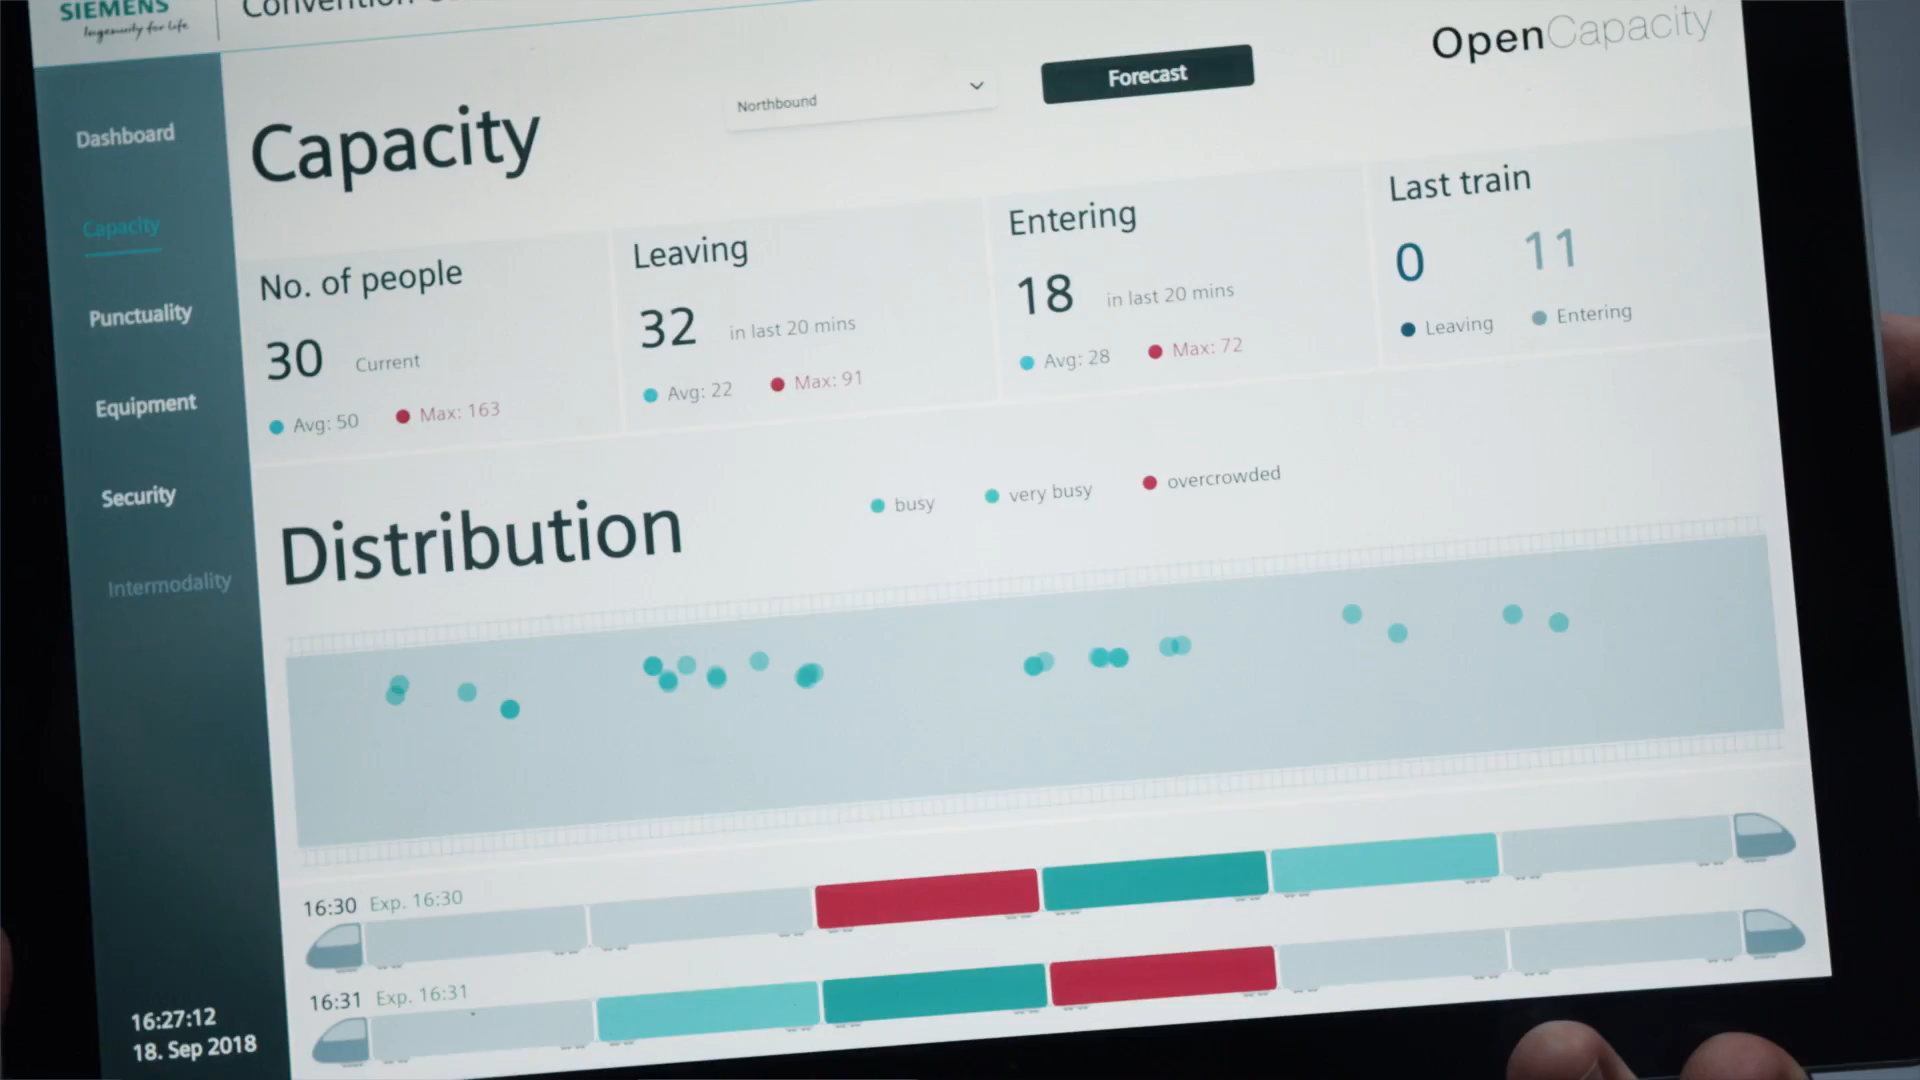 SIEMENS
Ingenuity for life
Convention
OpenCapacity
Dashboard
Capacity
Punctuality
Equipment
Security
Intermodality
16:27:12
18. Sep 2018
Capacity
Northbound
Forecast
No. of people
30 Current
Avg: 50 Max: 163
Leaving
32 in last 20 mins
Avg: 22 Max: 91
Entering
18 in last 20 mins
Avg: 28 Max: 72
Last train
0 11
Leaving Entering
Distribution
busy very busy overcrowded
16:30 Exp. 16:30
16:31 Exp. 16:31